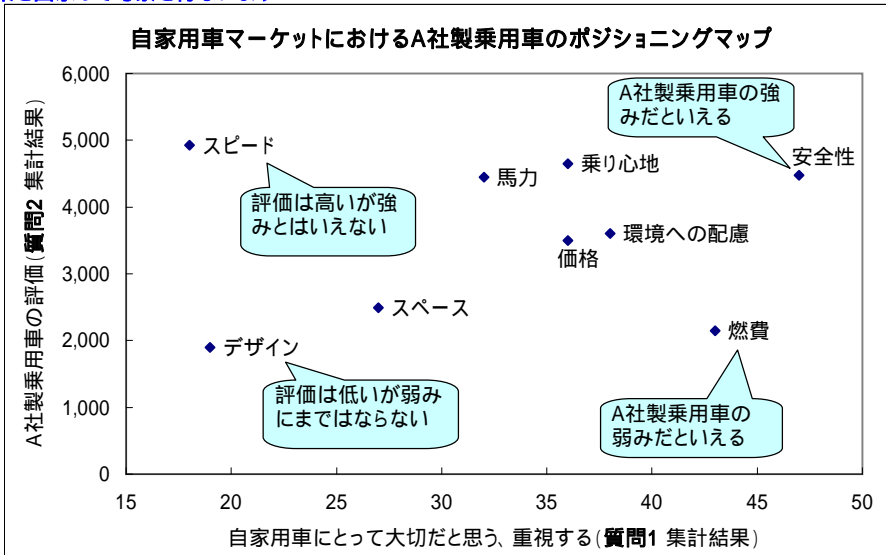 自家用車マーケットにおけるA社製乗用車のポジショニングマップ
A社製乗用車の評価(質問2 集計結果)
6,000
5,000
4,000
3,000
2,000
1,000
0
スピード
評価は高いが強
みとはいえない
馬力
乗り心地
A社製乗用車の強
みだといえる
安全性
環境への配慮
価格
スペース
デザイン
評価は低いが弱み
にまではならない
燃費
A社製乗用車の
弱みだといえる
15 20 25 30 35 40 45 50
自家用車にとって大切だと思う、重視する(質問1 集計結果)